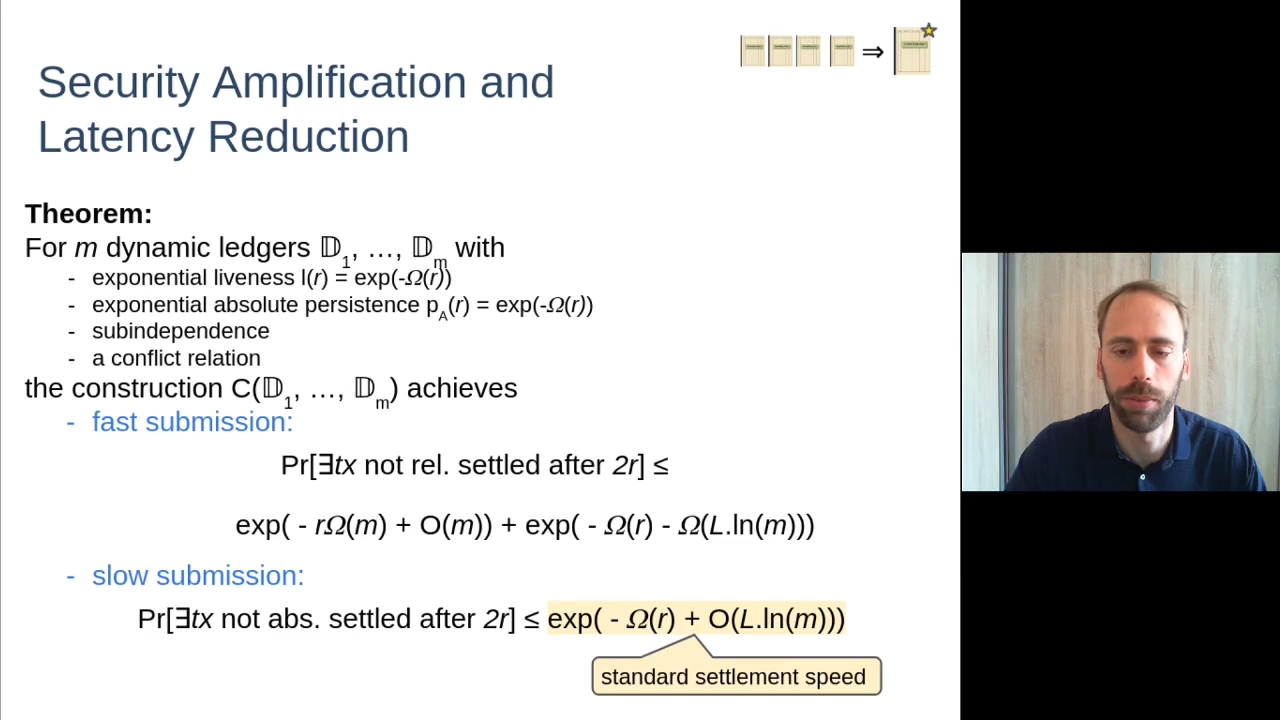 ⇒
Security Amplification and
Latency Reduction
Theorem:
For m dynamic ledgers 𝔻1, …, 𝔻m with
- exponential liveness l(r) = exp(-Ω(r))
- exponential absolute persistence pA(r) = exp(-Ω(r))
- subindependence
- a conflict relation
the construction C(𝔻1, …, 𝔻m) achieves
- fast submission:
Pr[∃tx not rel. settled after 2r] ≤
exp( - rΩ(m) + O(m)) + exp( - Ω(r) - Ω(L.ln(m)))
- slow submission:
Pr[∃tx not abs. settled after 2r] ≤ exp( - Ω(r) + O(L.ln(m)))
standard settlement speed